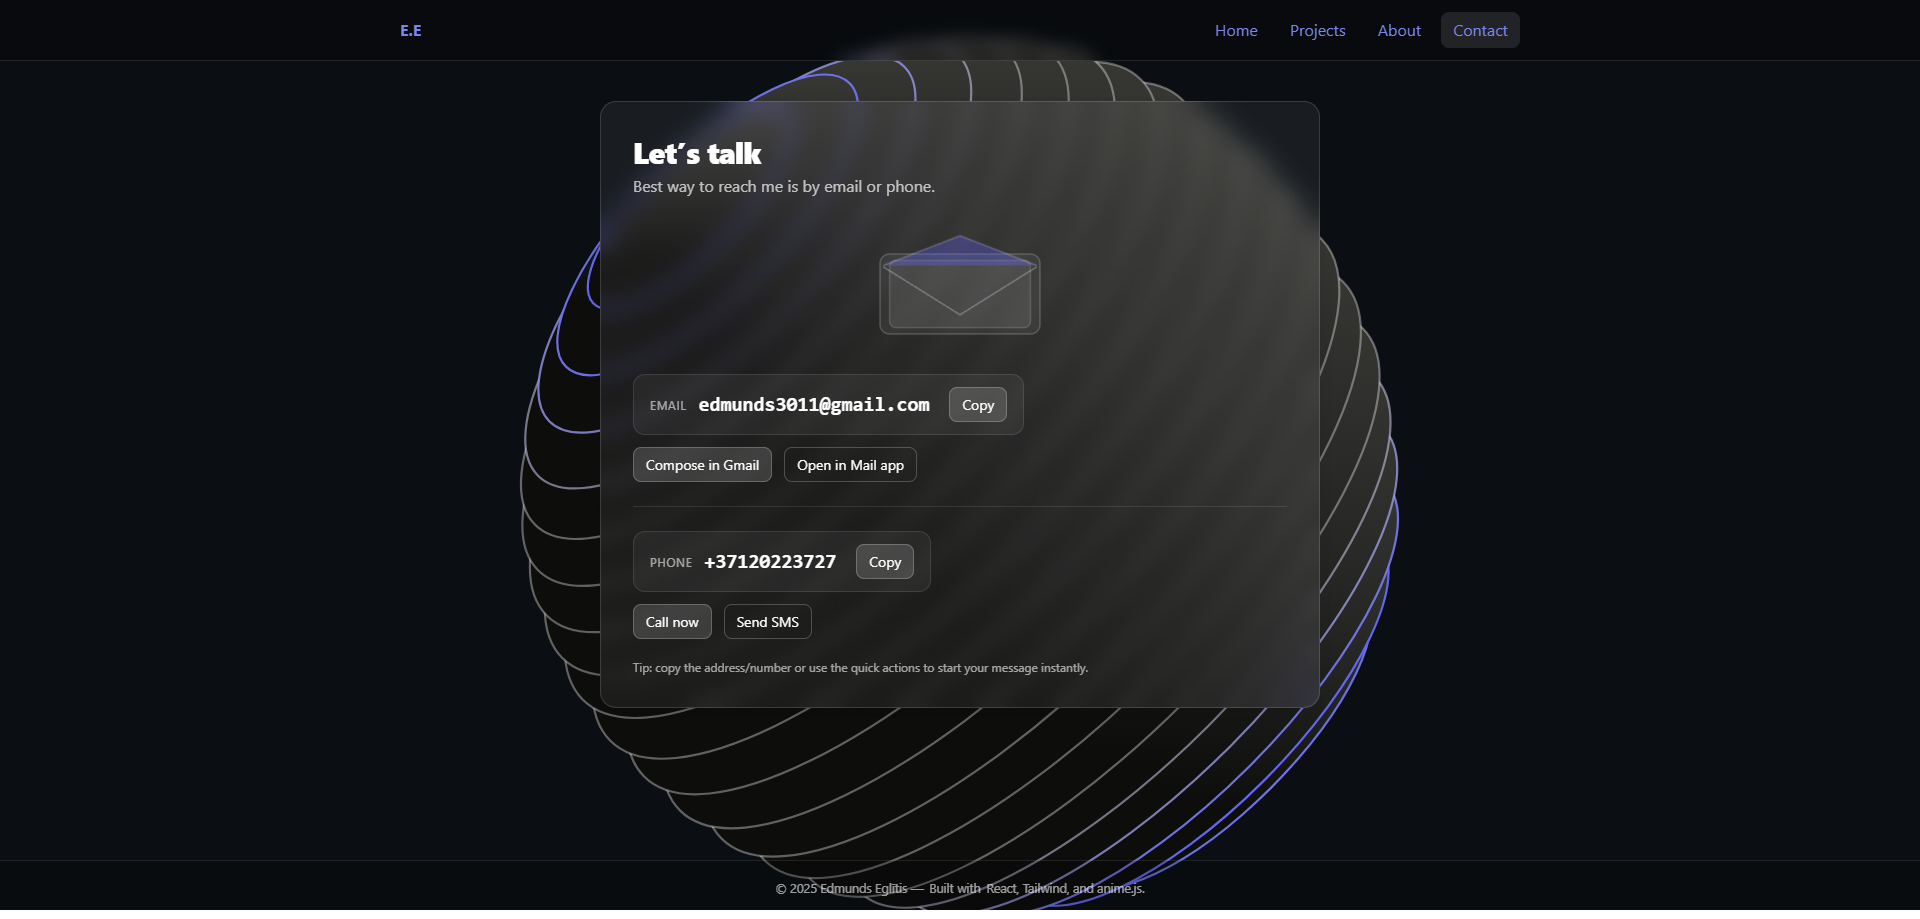 E.E
Home
Projects
About
Contact
Let´s talk
Best way to reach me is by email or phone.
EMAIL edmunds3011@gmail.com Copy
Compose in Gmail Open in Mail app
PHONE +37120223727 Copy
Call now Send SMS
Tip: copy the address/number or use the quick actions to start your message instantly.
© 2025 Edmunds Eglītis — Built with React, Tailwind, and anime.js.